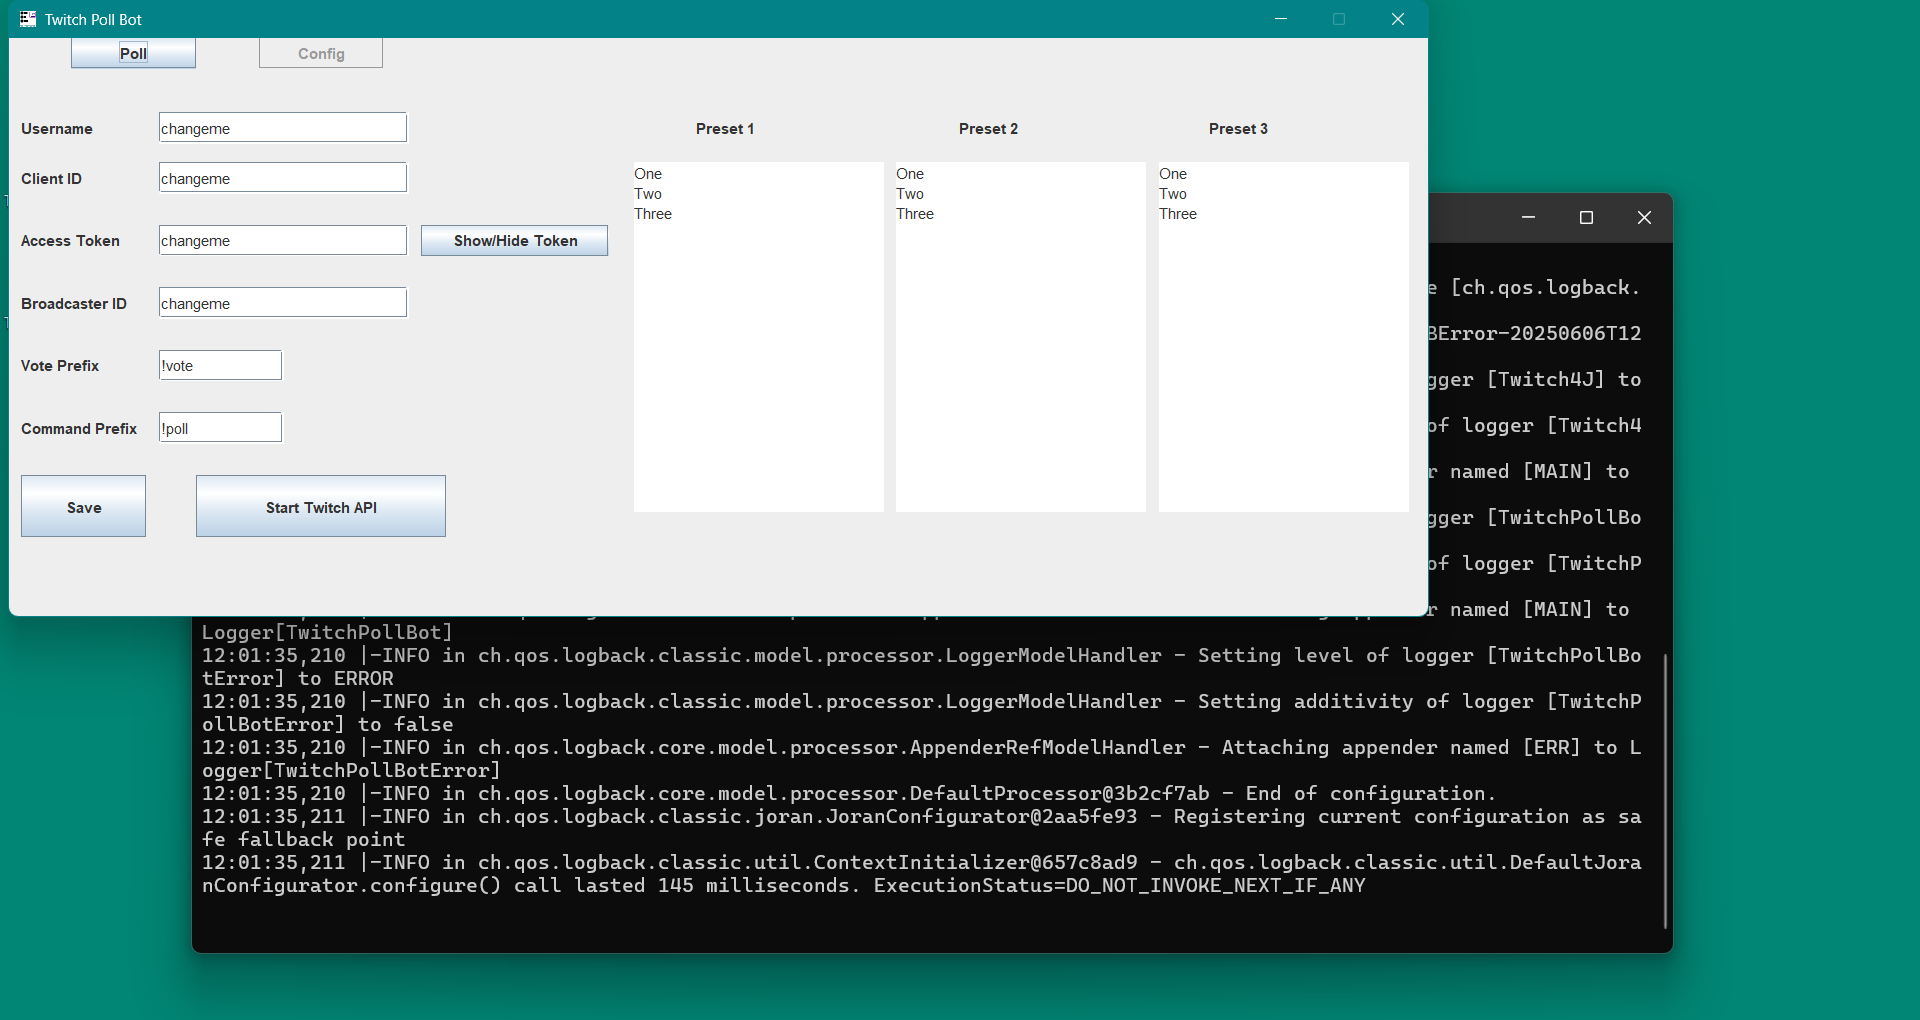 Twitch Poll Bot
Poll
Config
Username
changeme
Client ID
changeme
Access Token
changeme
Show/Hide Token
Broadcaster ID
changeme
Vote Prefix
!vote
Command Prefix
!poll
Save
Start Twitch API
Preset 1
Preset 2
Preset 3
One
Two
Three
One
Two
Three
One
Two
Three
[ch.qos.logback.
BError-20250606T12
gger [Twitch4J] to
of logger [Twitch4
r named [MAIN] to
gger [TwitchPollBo
of logger [TwitchP
r named [MAIN] to
Logger[TwitchPollBot]
12:01:35,210 |-INFO in ch.qos.logback.classic.model.processor.LoggerModelHandler - Setting level of logger [TwitchPollBo
tError] to ERROR
12:01:35,210 |-INFO in ch.qos.logback.classic.model.processor.LoggerModelHandler - Setting additivity of logger [TwitchP
ollBotError] to false
12:01:35,210 |-INFO in ch.qos.logback.core.model.processor.AppenderRefModelHandler - Attaching appender named [ERR] to L
ogger[TwitchPollBotError]
12:01:35,210 |-INFO in ch.qos.logback.core.model.processor.DefaultProcessor@3b2cf7ab - End of configuration.
12:01:35,211 |-INFO in ch.qos.logback.classic.joran.JoranConfigurator@2aa5fe93 - Registering current configuration as sa
fe fallback point
12:01:35,211 |-INFO in ch.qos.logback.classic.util.ContextInitializer@657c8ad9 - ch.qos.logback.classic.util.DefaultJora
nConfigurator.configure() call lasted 145 milliseconds. ExecutionStatus=DO_NOT_INVOKE_NEXT_IF_ANY